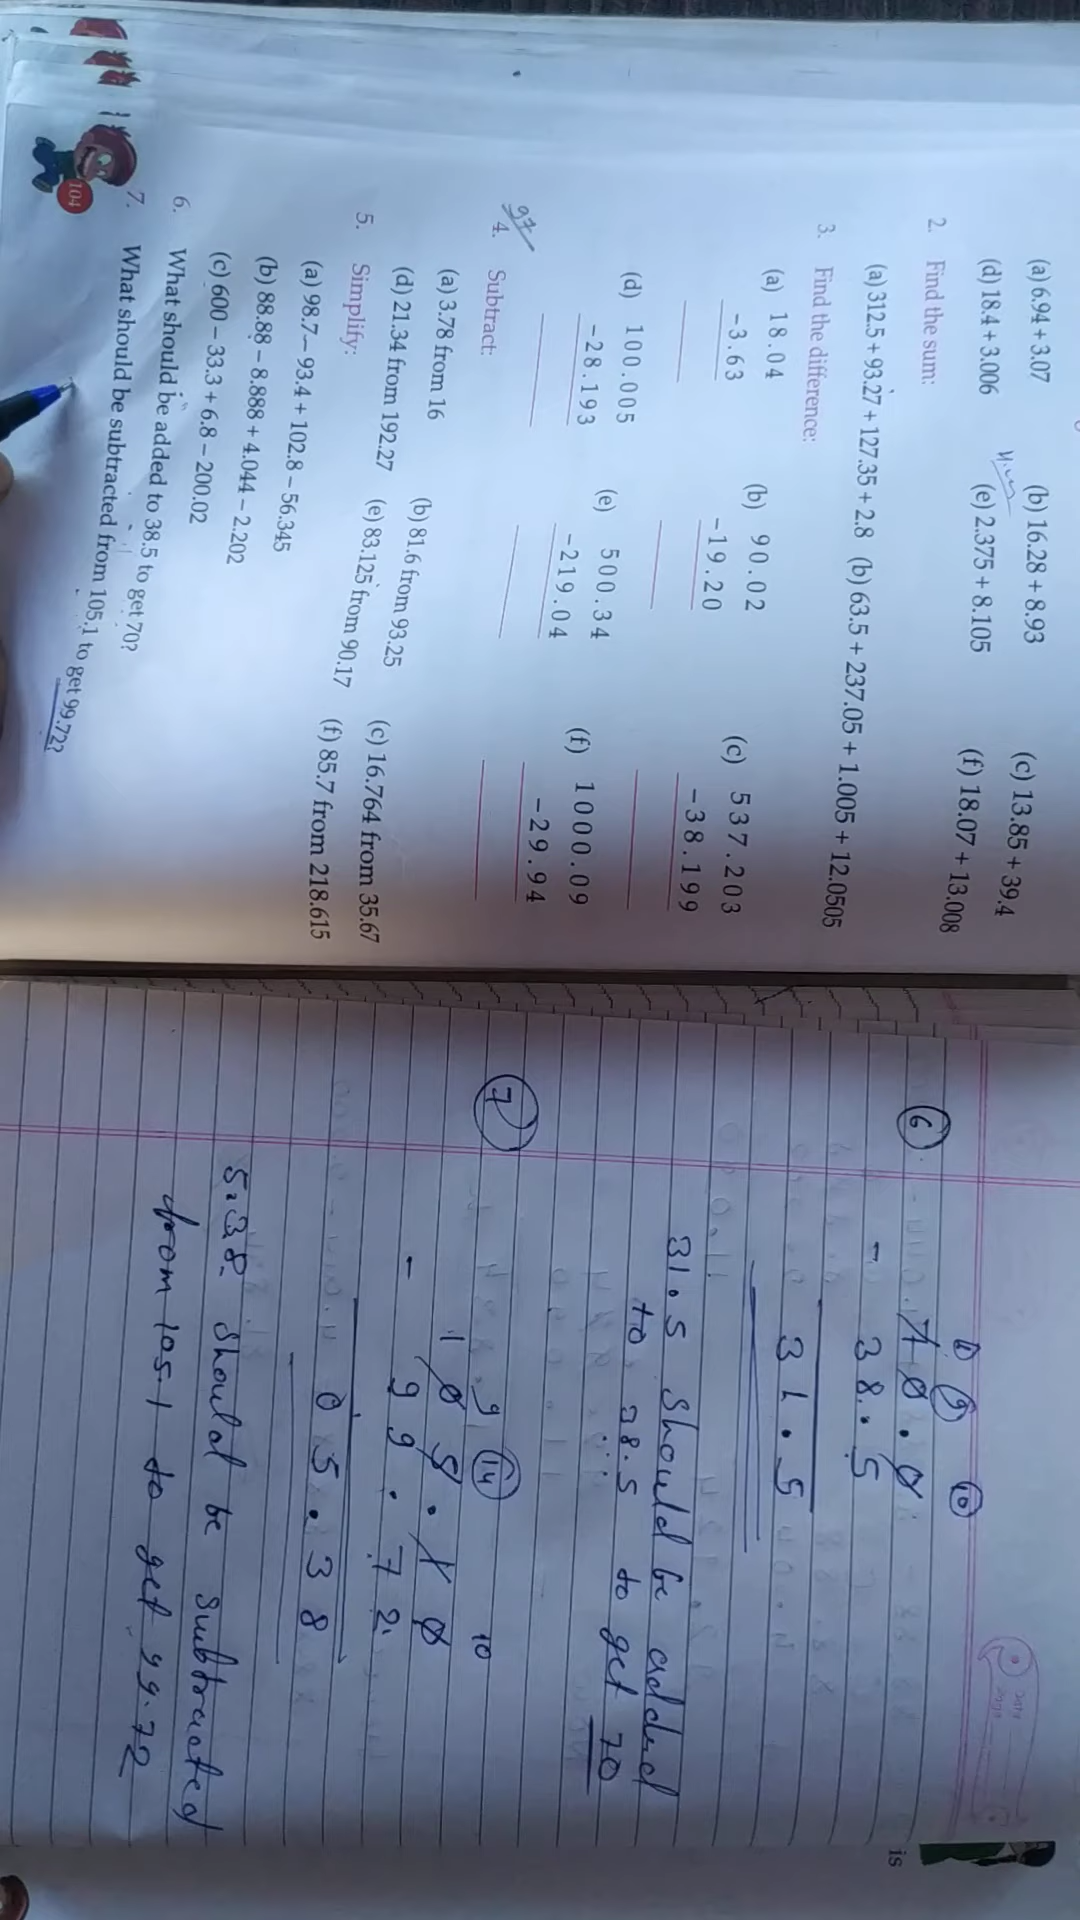 (a) 6.94 + 3.07 (b) 16.28 + 8.93 (c) 13.85 + 39.4
(d) 18.4 + 3.006 (e) 2.375 + 8.105 (f) 18.07 + 13.008
2. Find the sum:
(a) 312.5 + 93.27 + 127.35 + 2.8 (b) 63.5 + 237.05 + 1.005 + 12.0505
3. Find the difference:
(a) 18.04 (b) 90.02 (c) 537.203
-3.63 -19.20 -38.199
(d) 100.005 (e) 500.34 (f) 1000.09
-28.193 -219.04 -29.94
4. Subtract:
(a) 3.78 from 16 (b) 81.6 from 93.25 (c) 16.764 from 35.67
(d) 21.34 from 192.27 (e) 83.125 from 90.17 (f) 85.7 from 218.615
5. Simplify:
(a) 98.7 – 93.4 + 102.8 – 56.345
(b) 88.88 – 8.888 + 4.044 – 2.202
(c) 600 – 33.3 + 6.8 – 200.02
6. What should be added to 38.5 to get 70?
7. What should be subtracted from 105.1 to get 99.72?
104
is
6
9 10
70.0
- 38.5
31.5
31.5 should be added
to 38.5 to get 70
7
9 14 10
105.10
- 99.72
05.38
5.38 should be subtracted
from 105.1 to get 99.72